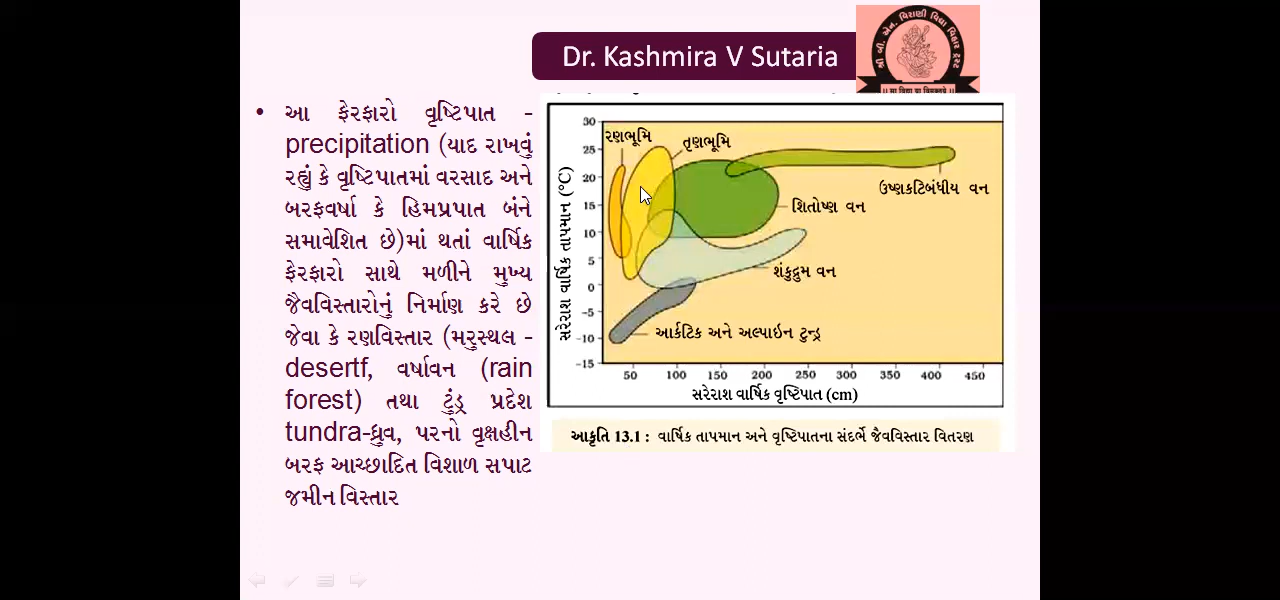 Dr. Kashmira V Sutaria
શ્રી બી. એન. વિરાણી વિદ્યા વિહાર ટ્રસ્ટ
• આ ફેરફારો વૃષ્ટિપાત -
precipitation (યાદ રાખવું
રહ્યું કે વૃષ્ટિપાતમાં વરસાદ અને
બરફવર્ષા કે હિમપ્રપાત બંને
સમાવેશિત છે)માં થતાં વાર્ષિક
ફેરફારો સાથે મળીને મુખ્ય
જૈવવિસ્તારોનું નિર્માણ કરે છે
જેવા કે રણવિસ્તાર (મરુસ્થલ -
desertf, વર્ષાવન (rain
forest) તથા ટુંડ્ર પ્રદેશ
tundra-ધ્રુવ, પરનો વૃક્ષહીન
બરફ આચ્છાદિત વિશાળ સપાટ
જમીન વિસ્તાર
સરેરાશ વાર્ષિક તાપમાન (°C)
30
25
20
15
10
5
0
-5
-10
-15
રણભૂમિ
તૃણભૂમિ
ઉષ્ણકટિબંધીય વન
શિતોષ્ણ વન
શંકુદ્રુમ વન
આર્કટિક અને અલ્પાઇન ટુન્ડ્ર
50 100 150 200 250 300 350 400 450
સરેરાશ વાર્ષિક વૃષ્ટિપાત (cm)
આકૃતિ 13.1 : વાર્ષિક તાપમાન અને વૃષ્ટિપાતના સંદર્ભે જૈવવિસ્તાર વિતરણ